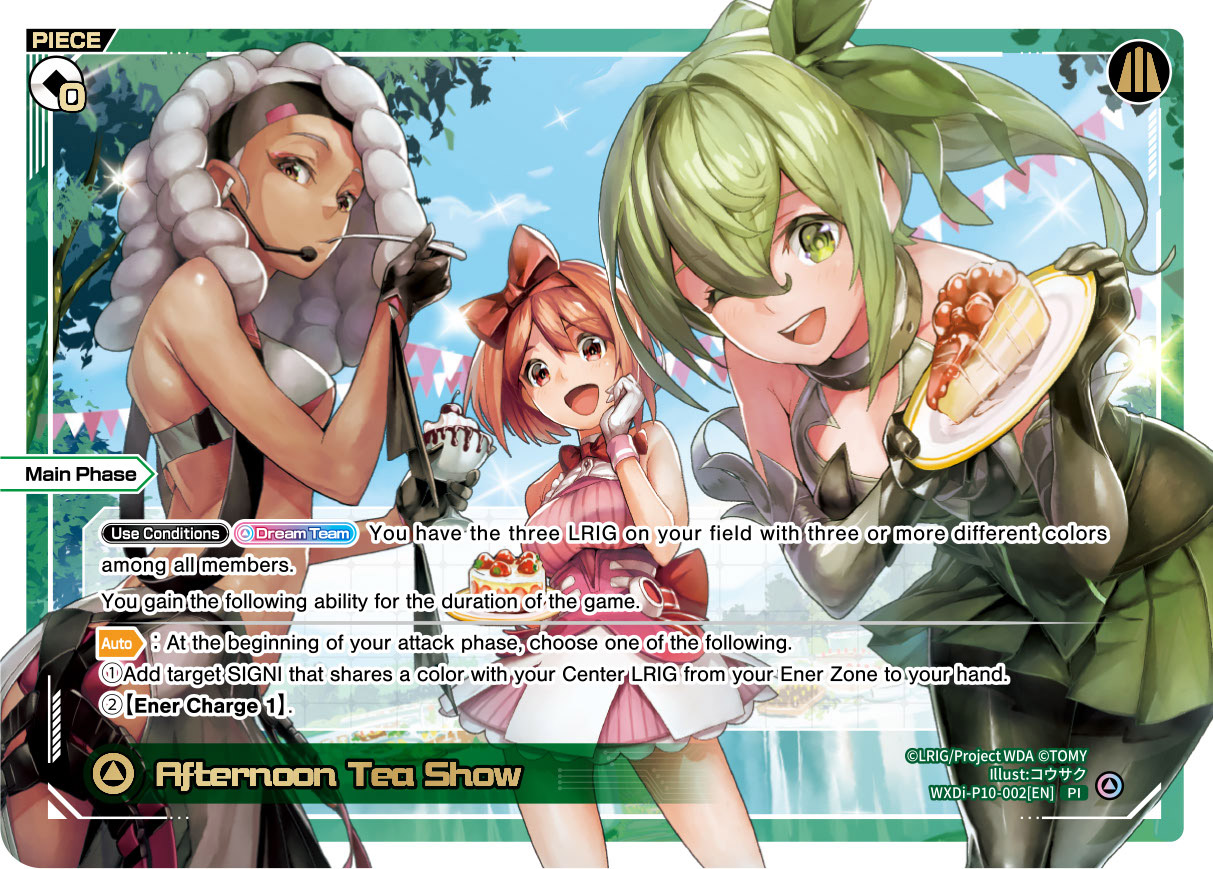 PIECE
0
Main Phase
Use Conditions Dream Team You have the three LRIG on your field with three or more different colors
among all members.
You gain the following ability for the duration of the game.
Auto : At the beginning of your attack phase, choose one of the following.
①Add target SIGNI that shares a color with your Center LRIG from your Ener Zone to your hand.
②【Ener Charge 1】.
Afternoon Tea Show
©LRIG/Project WDA ©TOMY
Illust:コウサク
WXDi-P10-002[EN] PI